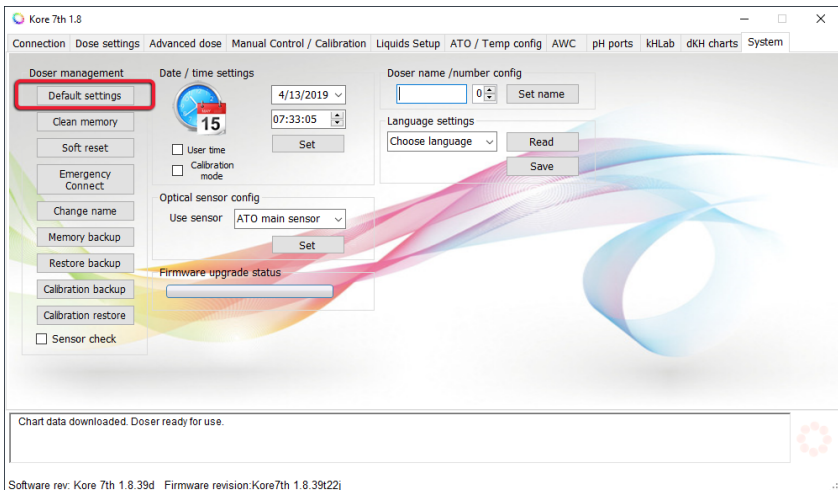 Kore 7th 1.8
Connection Dose settings Advanced dose Manual Control / Calibration Liquids Setup ATO / Temp config AWC pH ports kHLab dKH charts System
Doser management
Default settings
Clean memory
Soft reset
Emergency
Connect
Change name
Memory backup
Restore backup
Calibration backup
Calibration restore
Sensor check
Date / time settings
15
4/13/2019
07:33:05
User time
Set
Calibration
mode
Optical sensor config
Use sensor ATO main sensor
Set
Firmware upgrade status
Doser name /number config
0 Set name
Language settings
Choose language Read
Save
Chart data downloaded. Doser ready for use.
Software rev: Kore 7th 1.8.39d Firmware revision:Kore7th 1.8.39t22j